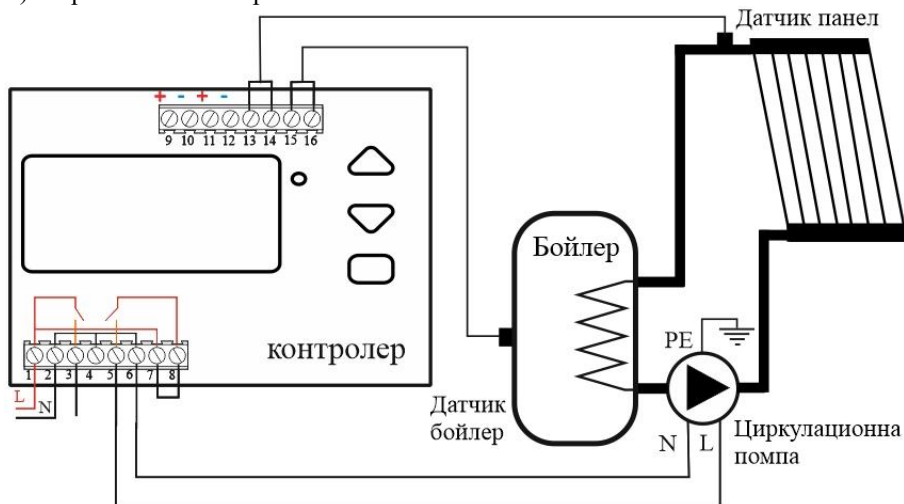 Датчик панел
+ - + -
9 10 11 12 13 14 15 16
Бойлер
контролер
1 2 3 4 5 6 7 8
L
N
PE
Датчик
бойлер
N L
Циркулационна
помпа